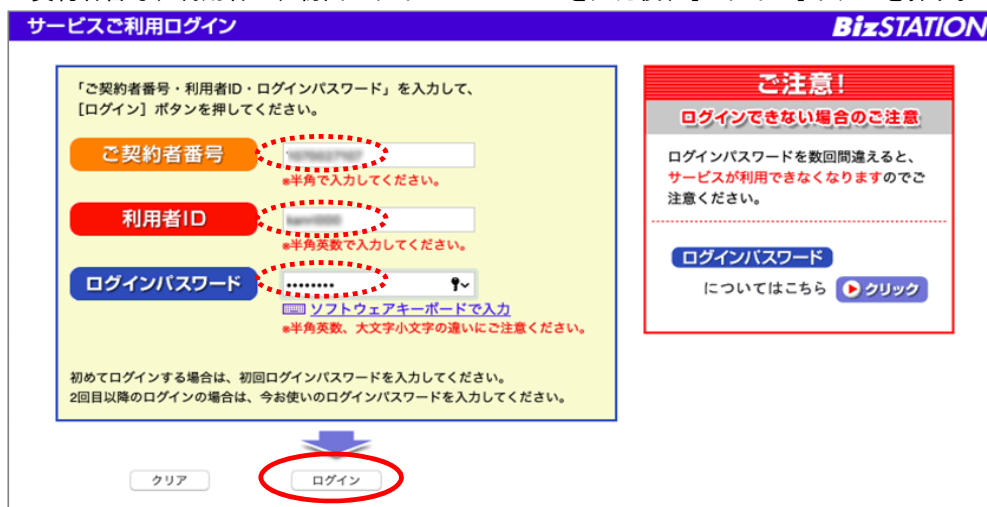 サービスご利用ログイン
BizSTATION
「ご契約者番号・利用者ID・ログインパスワード」を入力して、
［ログイン］ボタンを押してください。
ご契約者番号
※半角で入力してください。
利用者ID
※半角英数で入力してください。
ログインパスワード
••••••••
ソフトウェアキーボードで入力
※半角英数、大文字小文字の違いにご注意ください。
初めてログインする場合は、初回ログインパスワードを入力してください。
2回目以降のログインの場合は、今お使いのログインパスワードを入力してください。
クリア
ログイン
ご注意!
ログインできない場合のご注意
ログインパスワードを数回間違えると、
サービスが利用できなくなりますのでご
注意ください。
ログインパスワード
についてはこちら
クリック